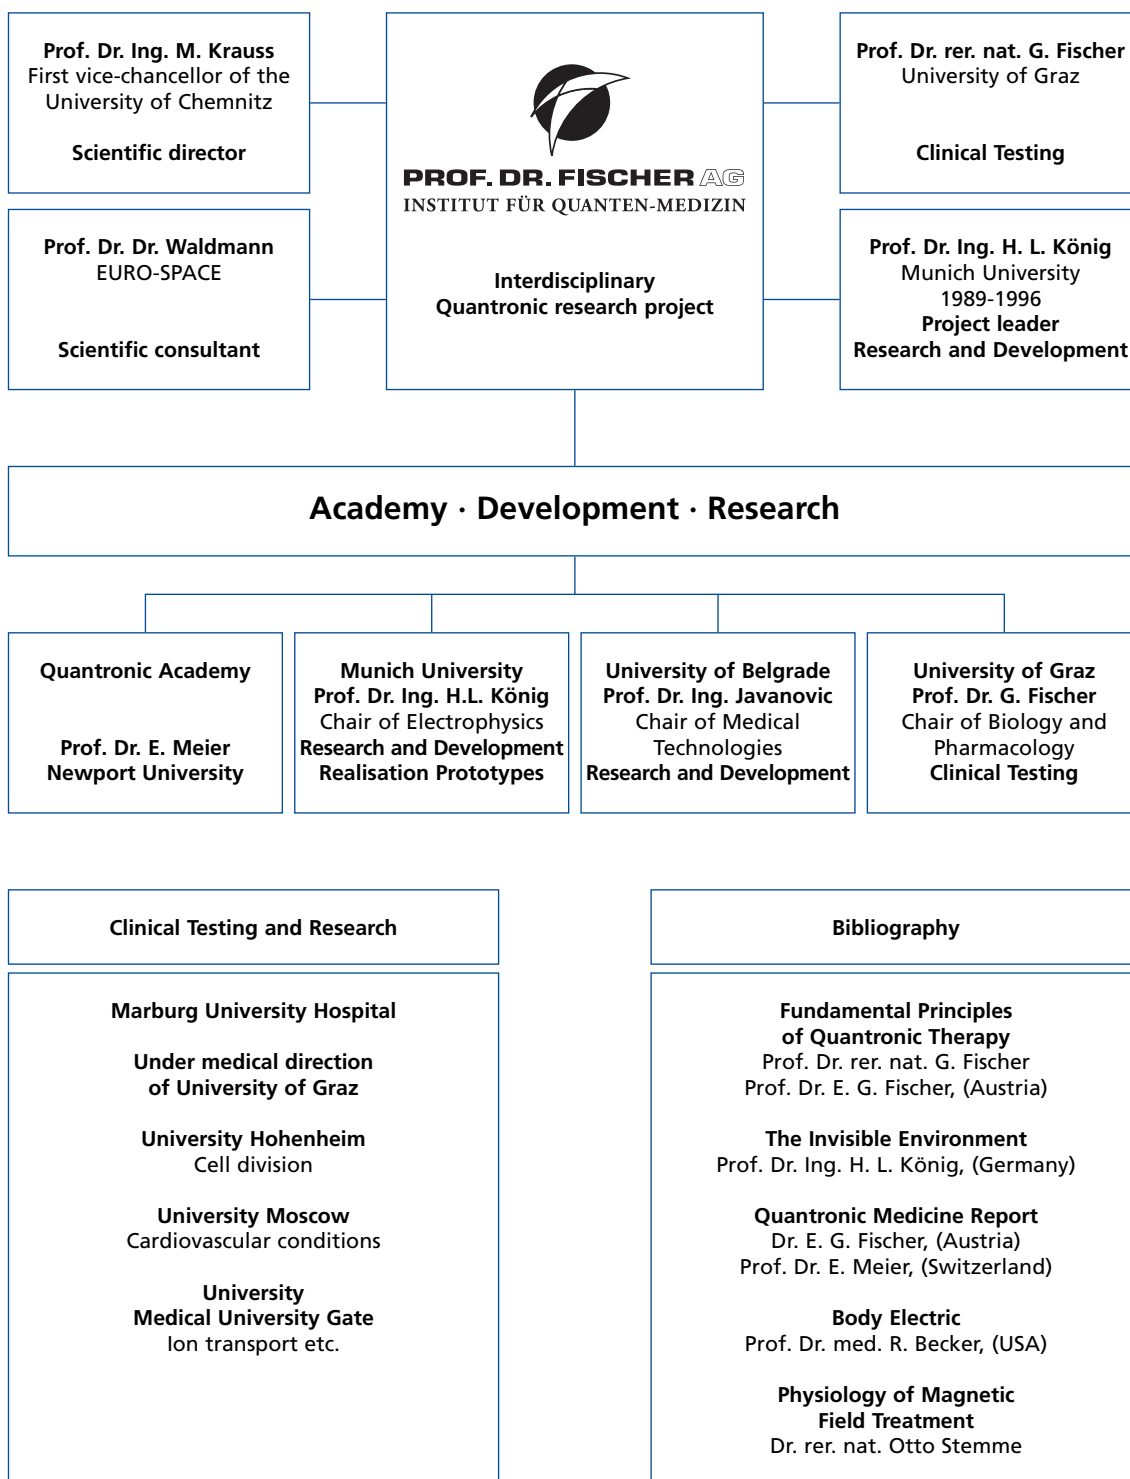 Prof. Dr. Ing. M. Krauss
First vice-chancellor of the
University of Chemnitz
Scientific director
PROF. DR. FISCHER AG
INSTITUT FÜR QUANTEN-MEDIZIN
Interdisciplinary
Quantronic research project
Prof. Dr. rer. nat. G. Fischer
University of Graz
Clinical Testing
Prof. Dr. Dr. Waldmann
EURO-SPACE
Scientific consultant
Prof. Dr. Ing. H. L. König
Munich University
1989-1996
Project leader
Research and Development
Academy · Development · Research
Quantronic Academy
Prof. Dr. E. Meier
Newport University
Munich University
Prof. Dr. Ing. H.L. König
Chair of Electrophysics
Research and Development
Realisation Prototypes
University of Belgrade
Prof. Dr. Ing. Javanovic
Chair of Medical
Technologies
Research and Development
University of Graz
Prof. Dr. G. Fischer
Chair of Biology and
Pharmacology
Clinical Testing
Clinical Testing and Research
Marburg University Hospital
Under medical direction
of University of Graz
University Hohenheim
Cell division
University Moscow
Cardiovascular conditions
University
Medical University Gate
Ion transport etc.
Bibliography
Fundamental Principles
of Quantronic Therapy
Prof. Dr. rer. nat. G. Fischer
Prof. Dr. E. G. Fischer, (Austria)
The Invisible Environment
Prof. Dr. Ing. H. L. König, (Germany)
Quantronic Medicine Report
Dr. E. G. Fischer, (Austria)
Prof. Dr. E. Meier, (Switzerland)
Body Electric
Prof. Dr. med. R. Becker, (USA)
Physiology of Magnetic
Field Treatment
Dr. rer. nat. Otto Stemme